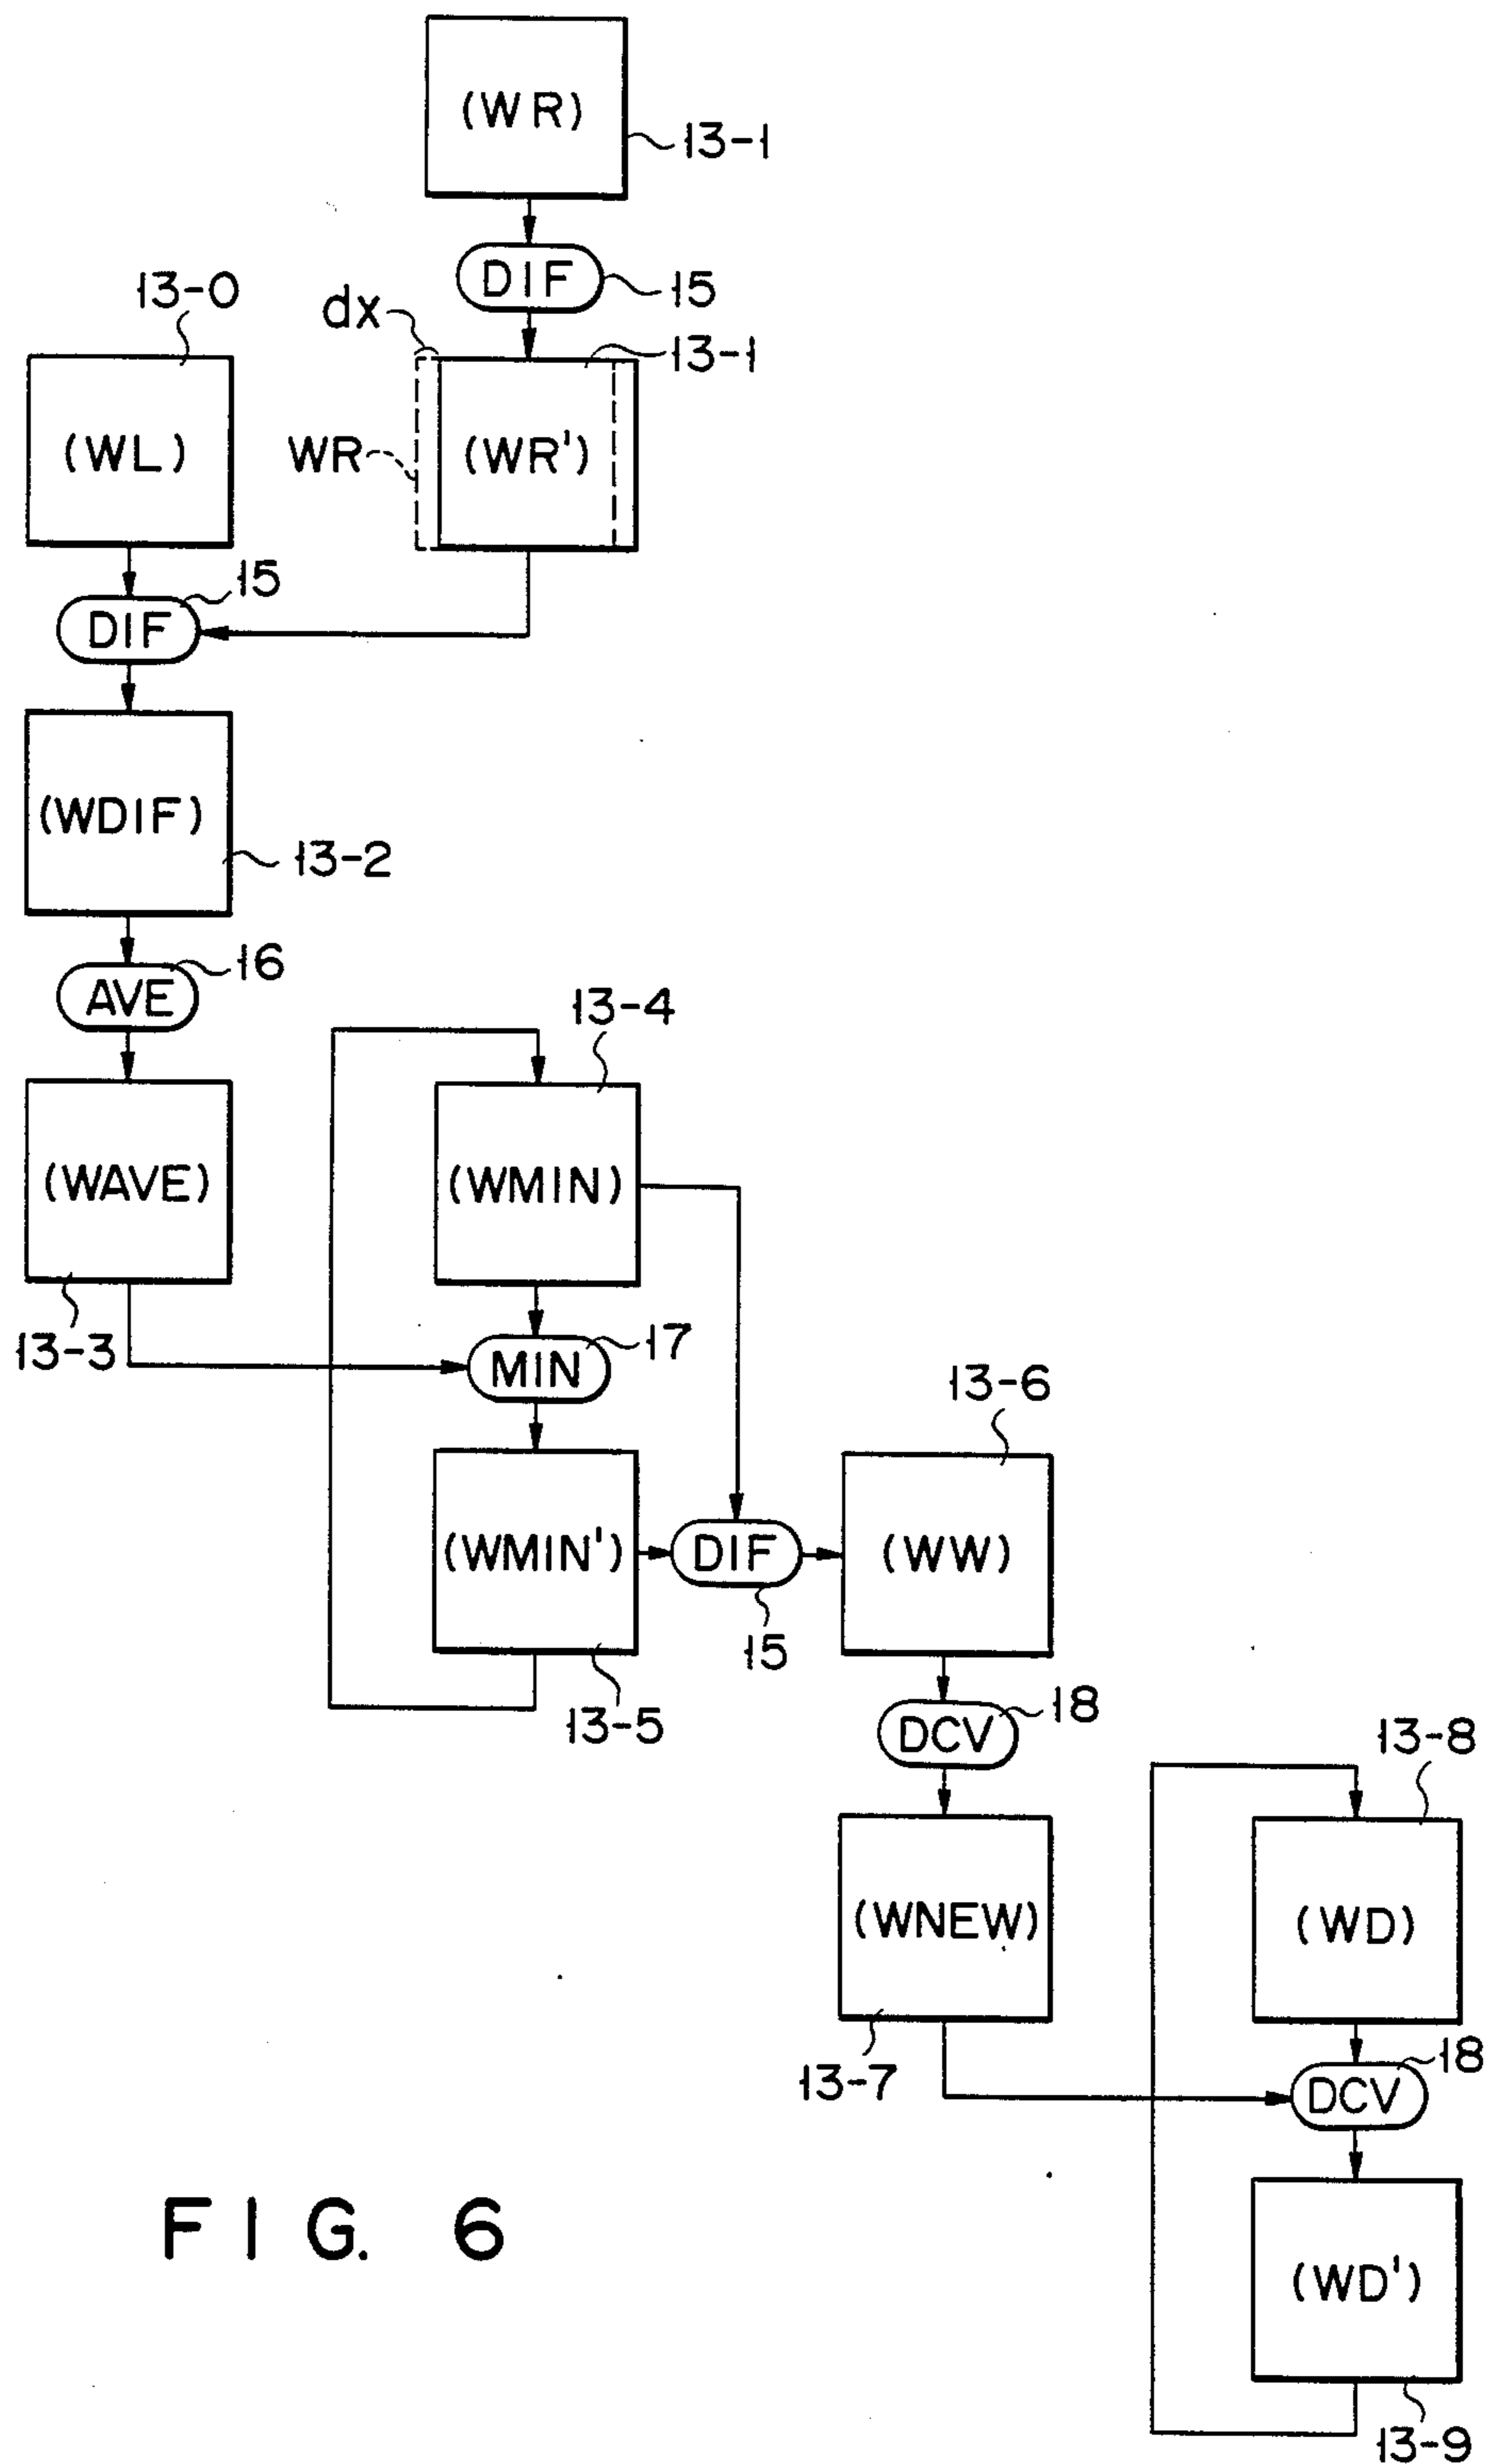 (WR)
13-1
DIF
15
13-0
dx
13-1
(WL)
WR
(WR')
15
DIF
(WDIF)
13-2
16
AVE
13-4
(WAVE)
(WMIN)
13-3
17
MIN
13-6
(WMIN')
DIF
(WW)
15
13-5
18
DCV
13-8
(WNEW)
(WD)
13-7
18
DCV
FIG. 6
(WD')
13-9